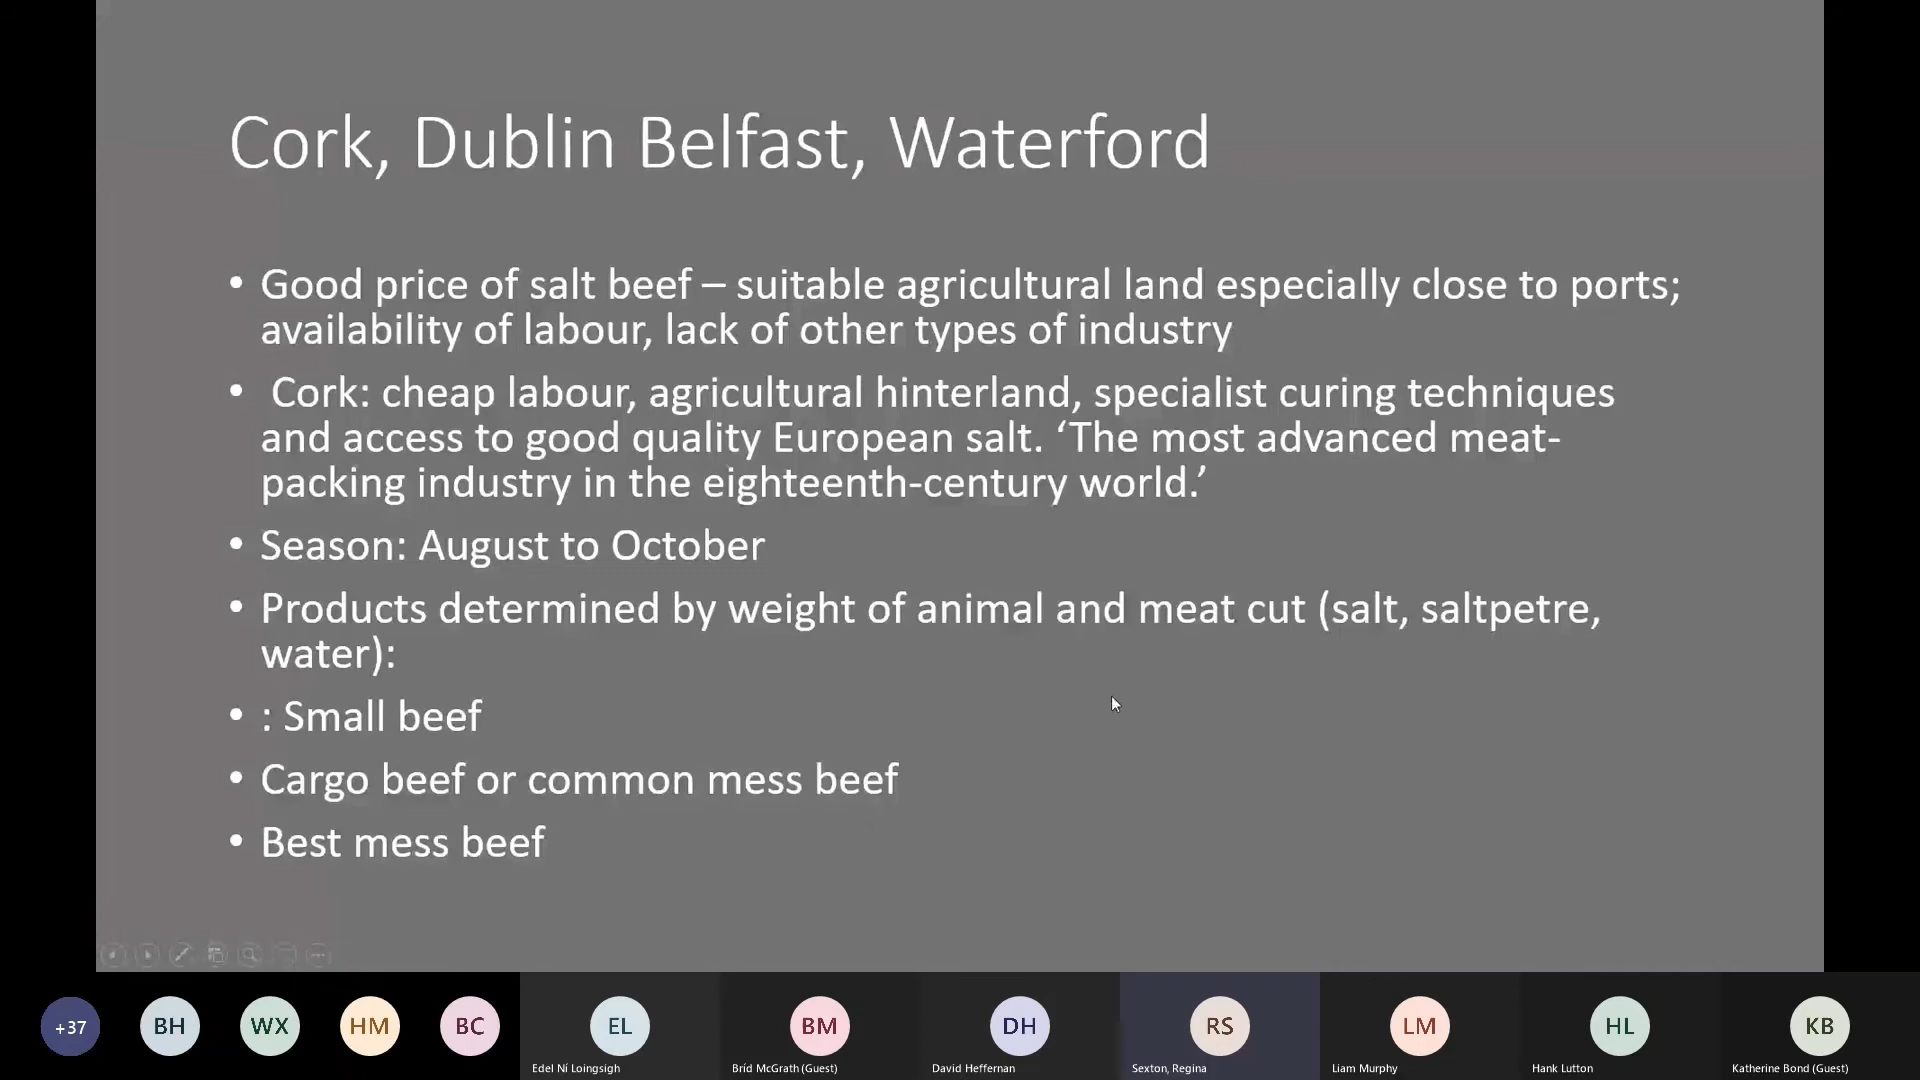 Cork, Dublin Belfast, Waterford
• Good price of salt beef – suitable agricultural land especially close to ports;
availability of labour, lack of other types of industry
• Cork: cheap labour, agricultural hinterland, specialist curing techniques
and access to good quality European salt. ‘The most advanced meat-
packing industry in the eighteenth-century world.’
• Season: August to October
• Products determined by weight of animal and meat cut (salt, saltpetre,
water):
• : Small beef
• Cargo beef or common mess beef
• Best mess beef
+37
BH
WX
HM
BC
EL
BM
DH
RS
LM
HL
KB
Edel Ní Loingsigh
Bríd McGrath (Guest)
David Heffernan
Sexton, Regina
Liam Murphy
Hank Lutton
Katherine Bond (Guest)